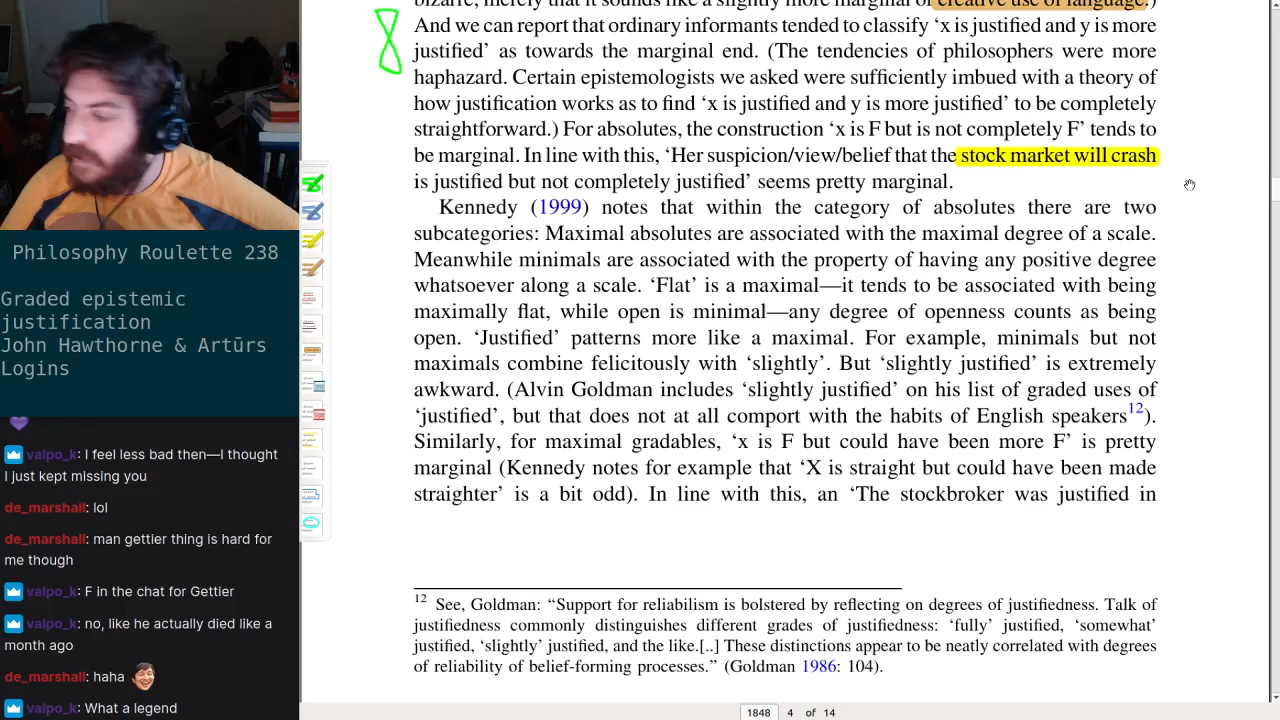 Philosophy Roulette 238
Graded epistemic
justification
John Hawthorne & Artūrs
Logins
valpo_k: I feel less bad then—I thought
I just kept missing you
de_marshall: lol
de_marshall: man gettier thing is hard for
me though
valpo_k: F in the chat for Gettier
valpo_k: no, like he actually died like a
month ago
de_marshall: haha
valpo_k: What a legend
bizarre, merely that it sounds like a slightly more marginal or creative use of language.)
And we can report that ordinary informants tended to classify ‘x is justified and y is more
justified’ as towards the marginal end. (The tendencies of philosophers were more
haphazard. Certain epistemologists we asked were sufficiently imbued with a theory of
how justification works as to find ‘x is justified and y is more justified’ to be completely
straightforward.) For absolutes, the construction ‘x is F but is not completely F’ tends to
be marginal. In line with this, ‘Her suspicion/view/belief that the stock market will crash
is justified but not completely justified’ seems pretty marginal.
Kennedy (1999) notes that within the category of absolutes there are two
subcategories: Maximal absolutes are associated with the maximal degree of a scale.
Meanwhile minimals are associated with the property of having any positive degree
whatsoever along a scale. ‘Flat’ is a maximal—it tends to be associated with being
maximally flat, while open is minimal—any degree of openness counts as being
open. ‘Justified’ patterns more like a maximal. For example, minimals but not
maximals combine felicitously with ‘slightly’. But ‘slightly justified’ is extremely
awkward. (Alvin Goldman includes ‘slightly justified’ on his list of graded uses of
‘justified’, but that does not at all comport with the habits of English speakers12).
Similarly, for maximal gradables, ‘x is F but could have been more F’ is pretty
marginal (Kennedy notes for example that ‘X is straight but could have been made
straighter’ is a bit odd). In line with this, ‘The stockbroker was justified in
12 See, Goldman: “Support for reliabilism is bolstered by reflecting on degrees of justifiedness. Talk of
justifiedness commonly distinguishes different grades of justifiedness: ‘fully’ justified, ‘somewhat’
justified, ‘slightly’ justified, and the like.[..] These distinctions appear to be neatly correlated with degrees
of reliability of belief-forming processes.” (Goldman 1986: 104).
1848 4 of 14